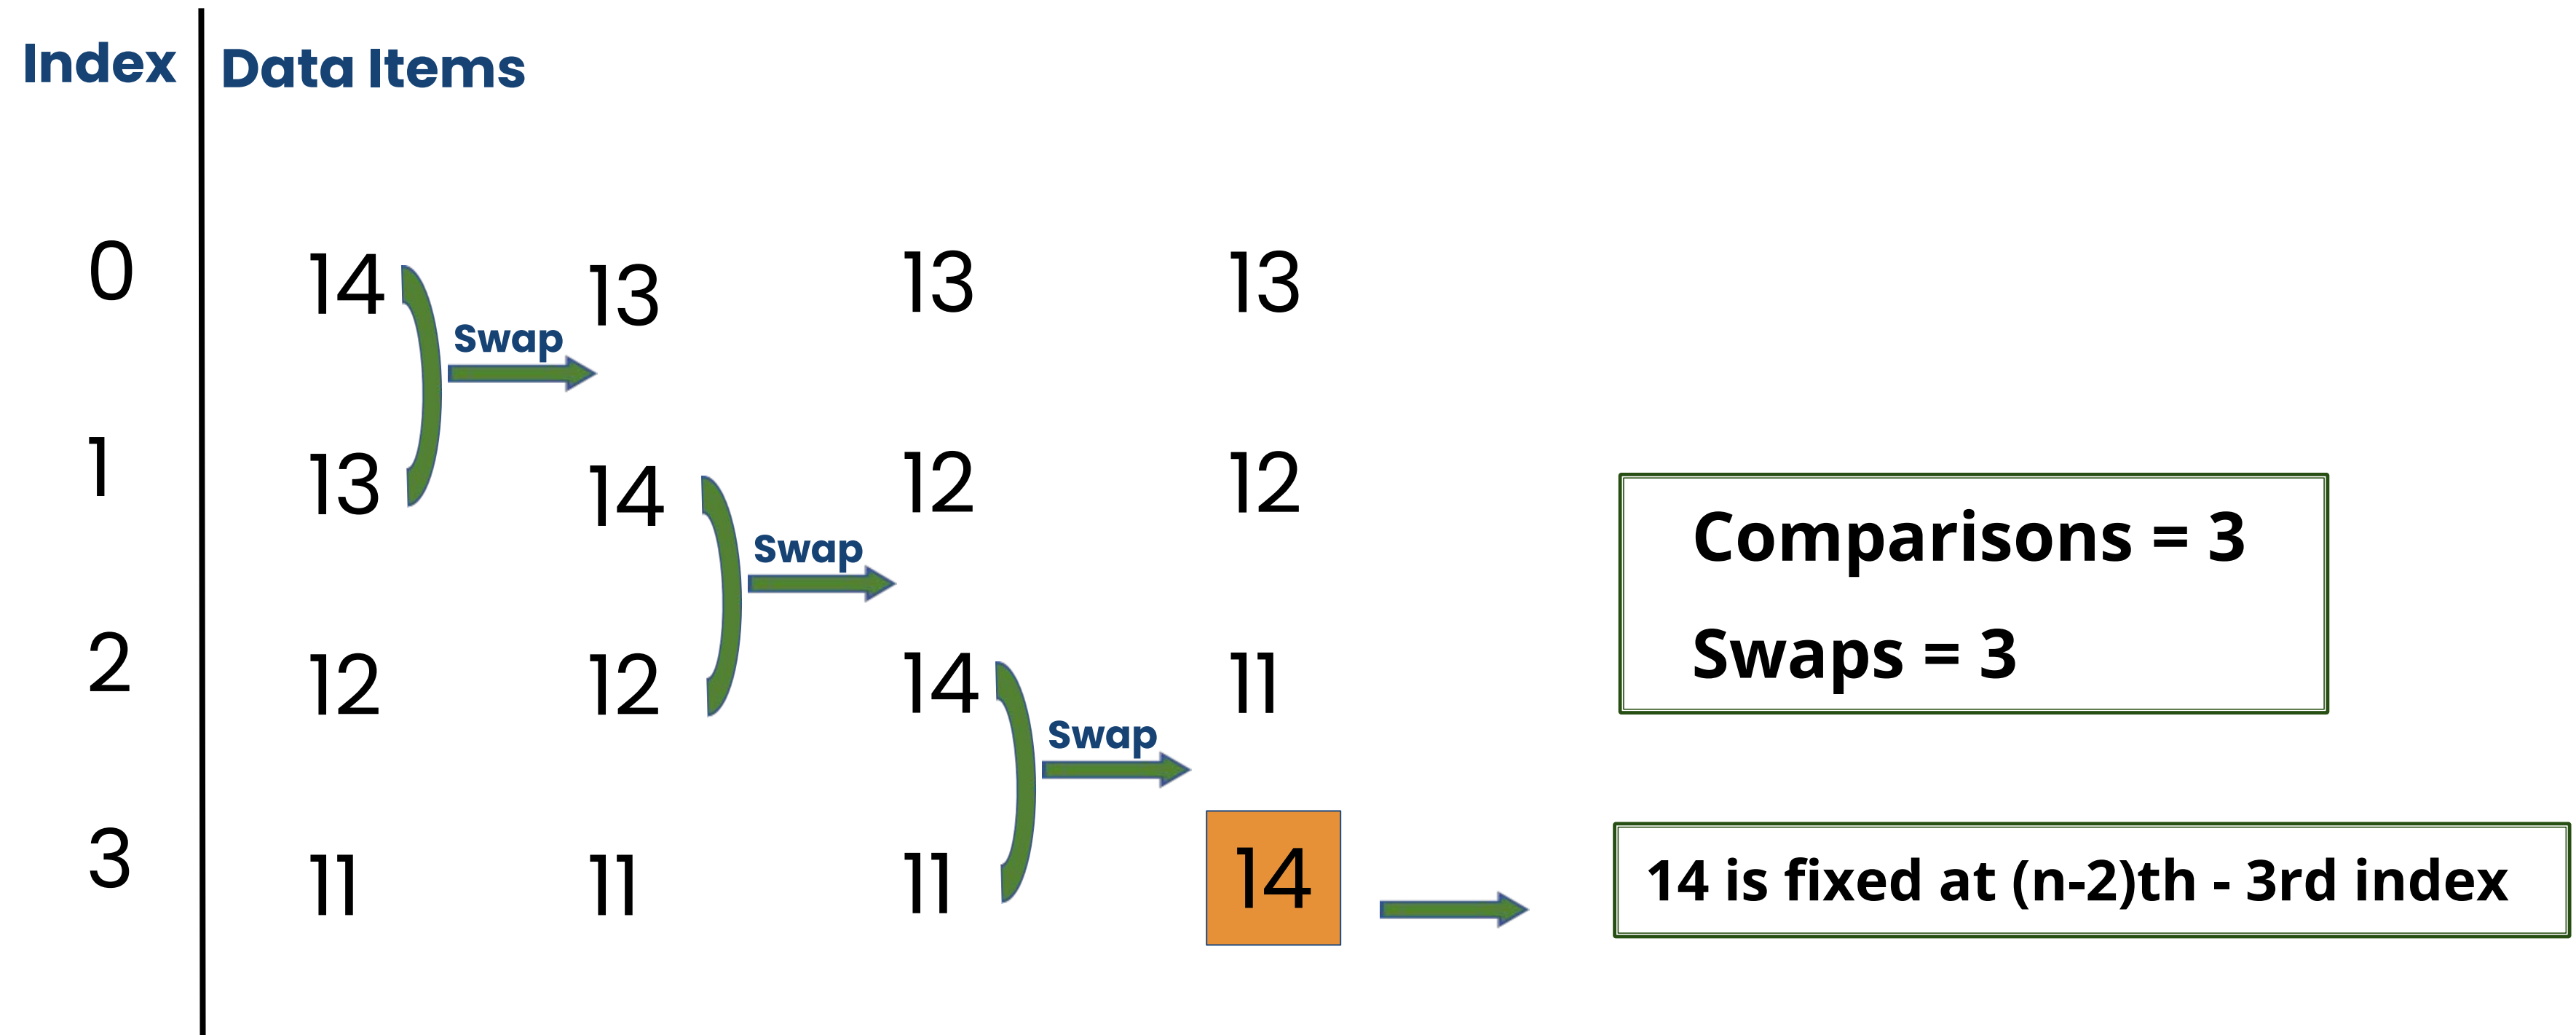 Index Data Items
0 14 13 13 13
Swap
1 13 14 12 12
Swap
2 12 12 14 11
Swap
3 11 11 11 14
Comparisons = 3
Swaps = 3
14 is fixed at (n-2)th - 3rd index